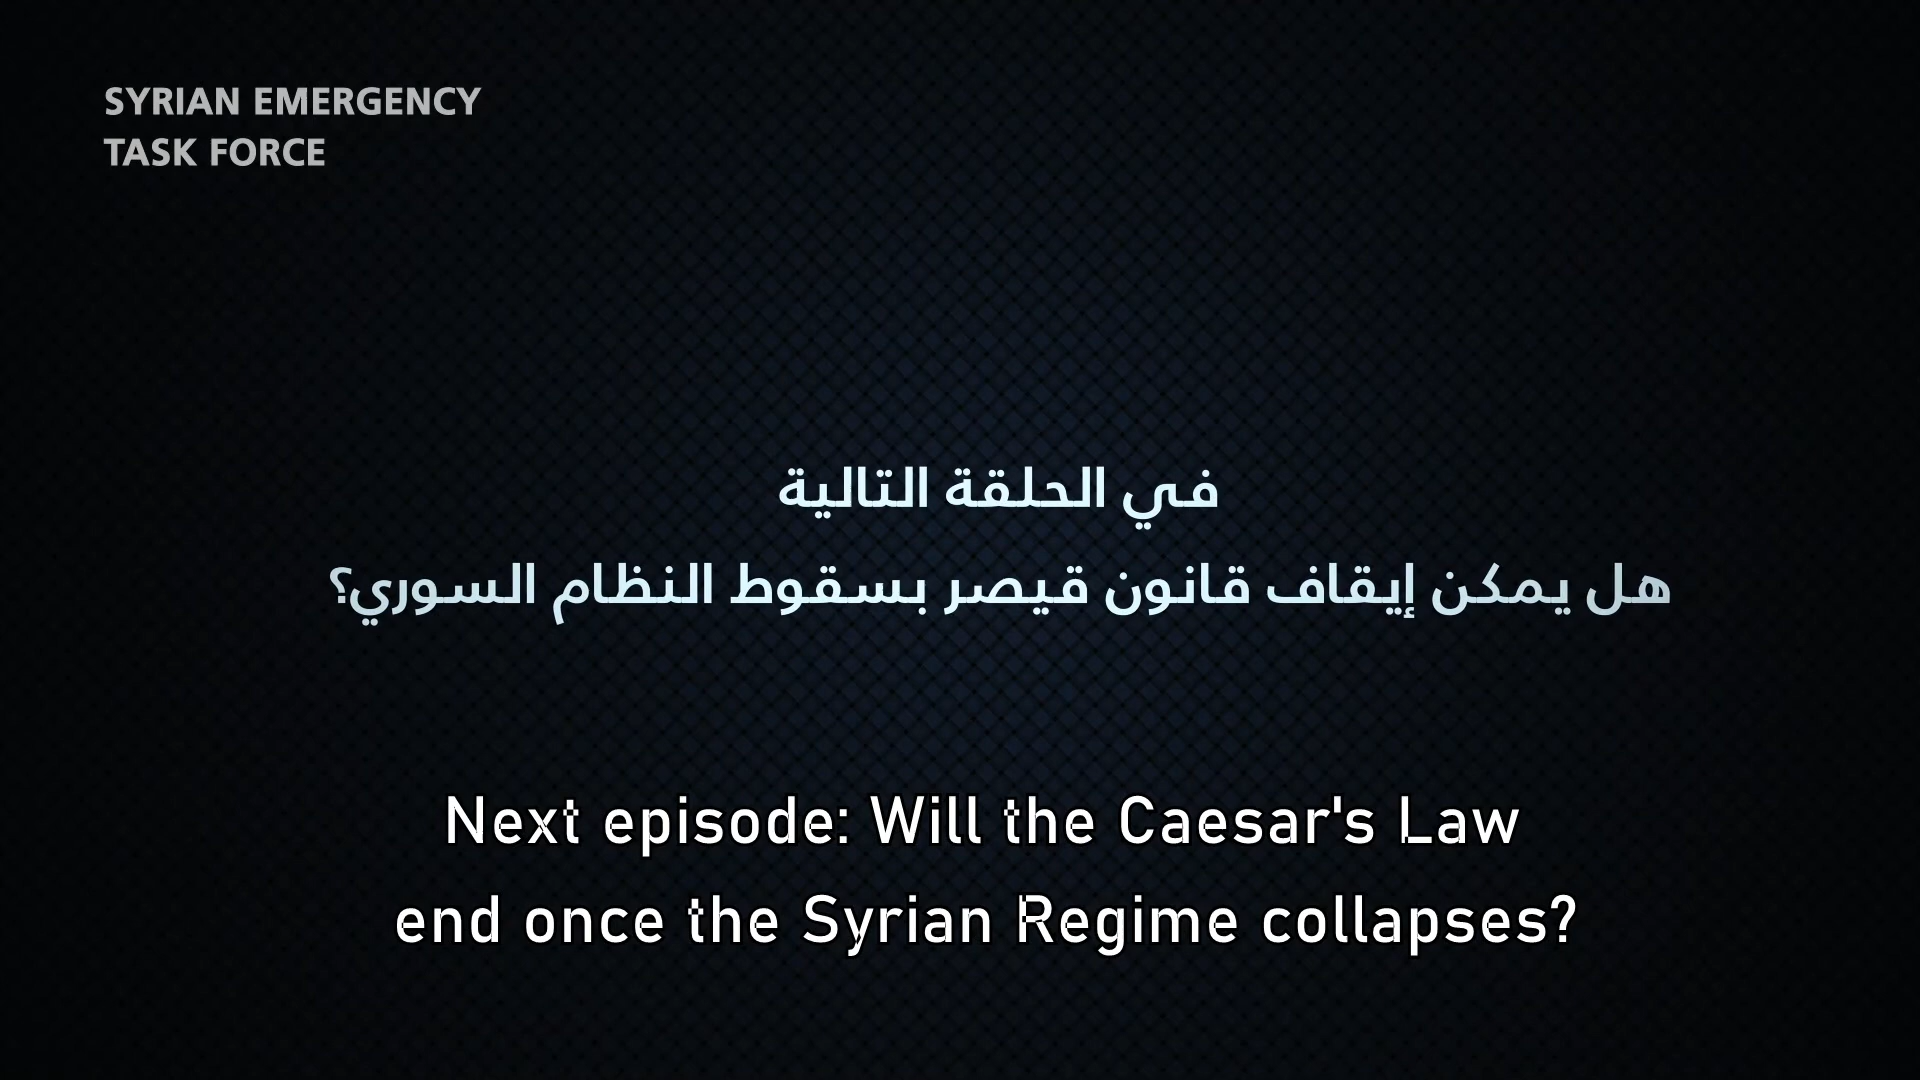 SYRIAN EMERGENCY
TASK FORCE
في الحلقة التالية
هل يمكن إيقاف قانون قيصر بسقوط النظام السوري؟
Next episode: Will the Caesar's Law
end once the Syrian Regime collapses?